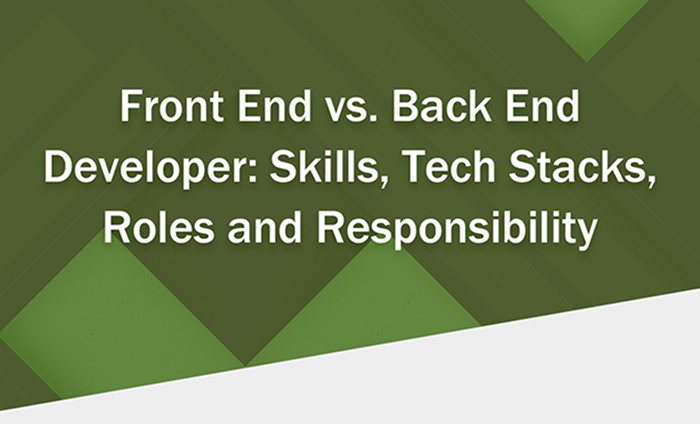 Front End vs. Back End
Developer: Skills, Tech Stacks,
Roles and Responsibility